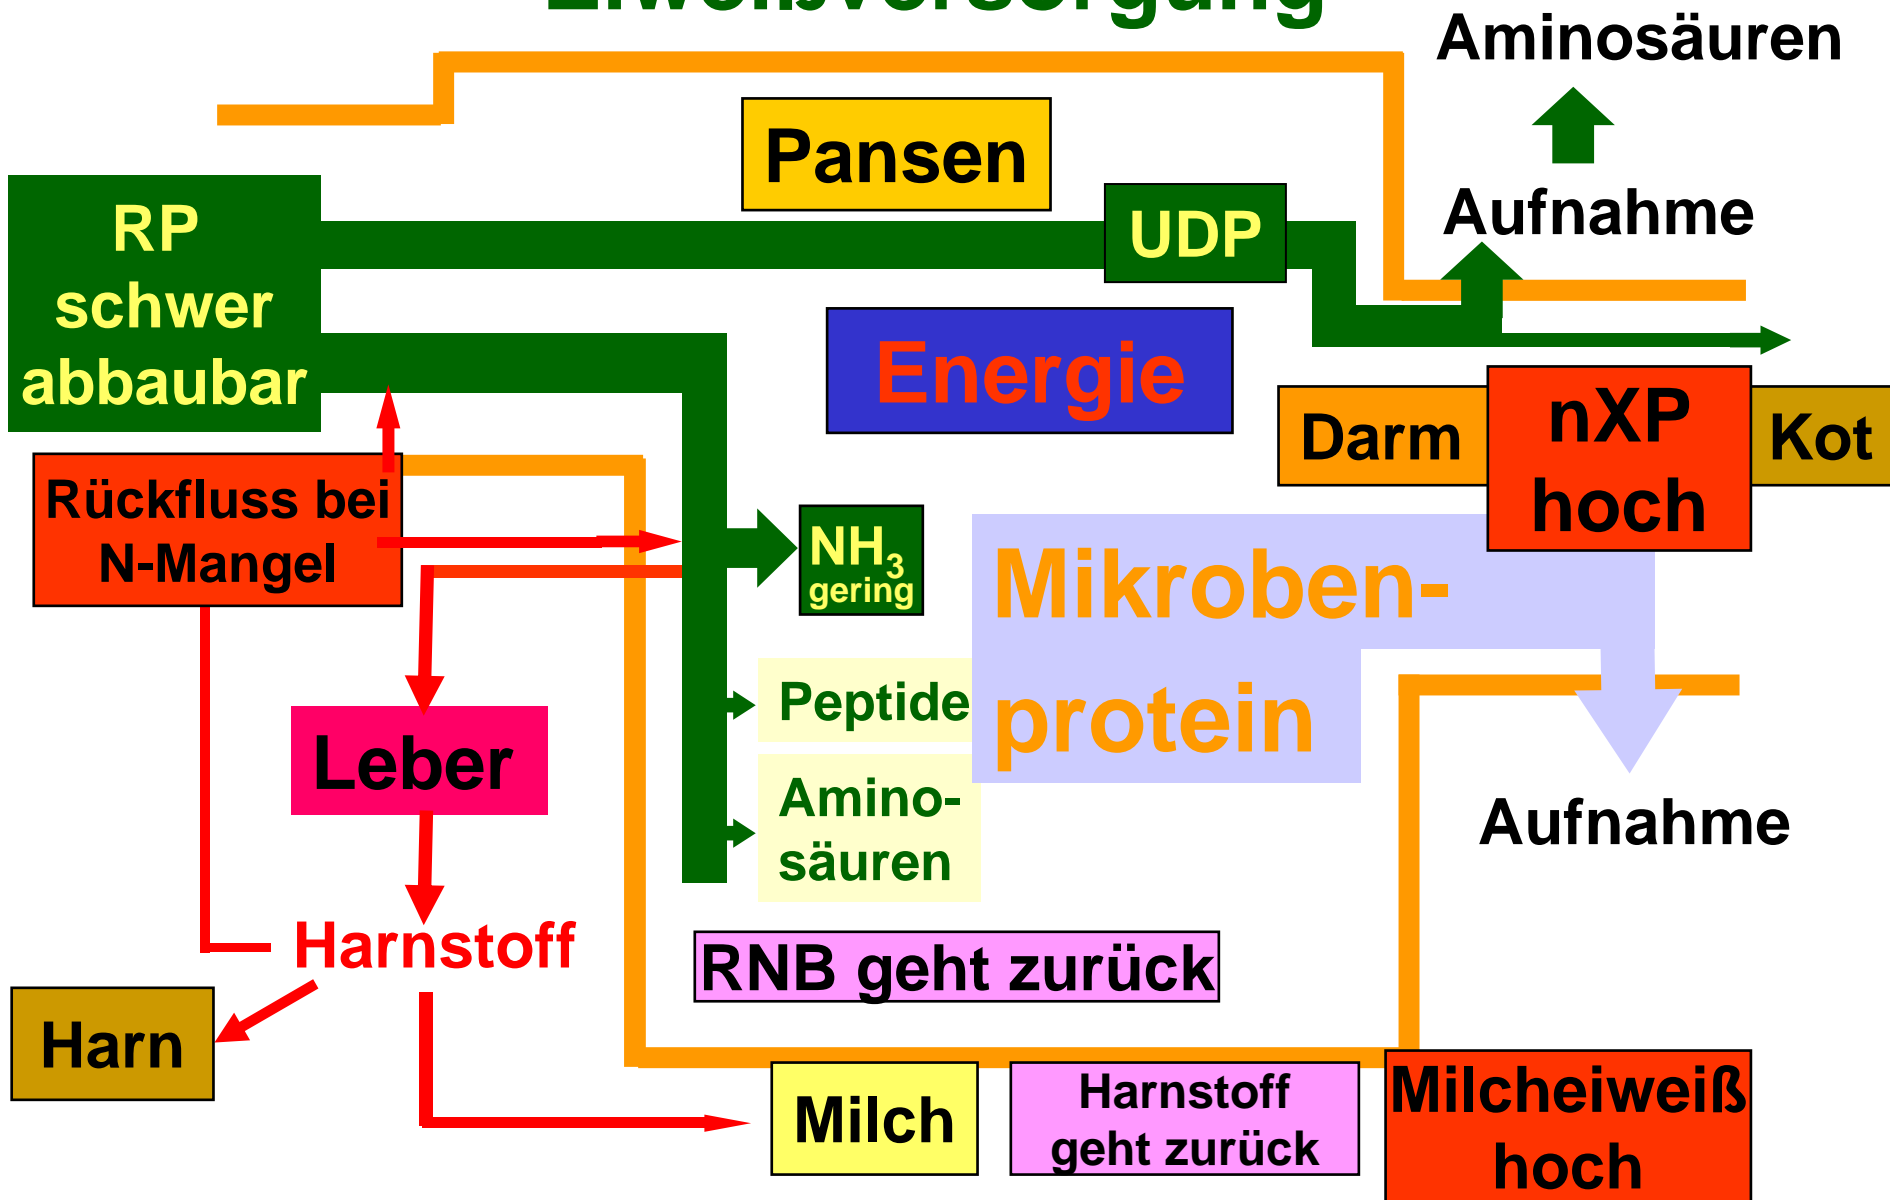 Eiweißversorgung
Aminosäuren
Pansen
Aufnahme
RP
schwer
abbaubar
UDP
Energie
Darm
nXP
hoch
Kot
Rückfluss bei
N-Mangel
NH₃
gering
Mikroben-
protein
Peptide
Leber
Amino-
säuren
Aufnahme
Harnstoff
RNB geht zurück
Harn
Milch
Harnstoff
geht zurück
Milcheiweiß
hoch